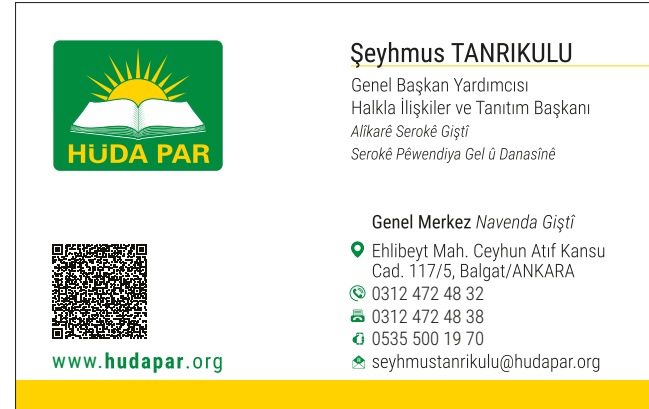 HÜDA PAR
www.hudapar.org
Şeyhmus TANRIKULU
Genel Başkan Yardımcısı
Halkla İlişkiler ve Tanıtım Başkanı
Alîkarê Serokê Giştî
Serokê Pêwendiya Gel û Danasînê
Genel Merkez Navenda Giştî
Ehlibeyt Mah. Ceyhun Atıf Kansu
Cad. 117/5, Balgat/ANKARA
0312 472 48 32
0312 472 48 38
0535 500 19 70
seyhmustanrikulu@hudapar.org